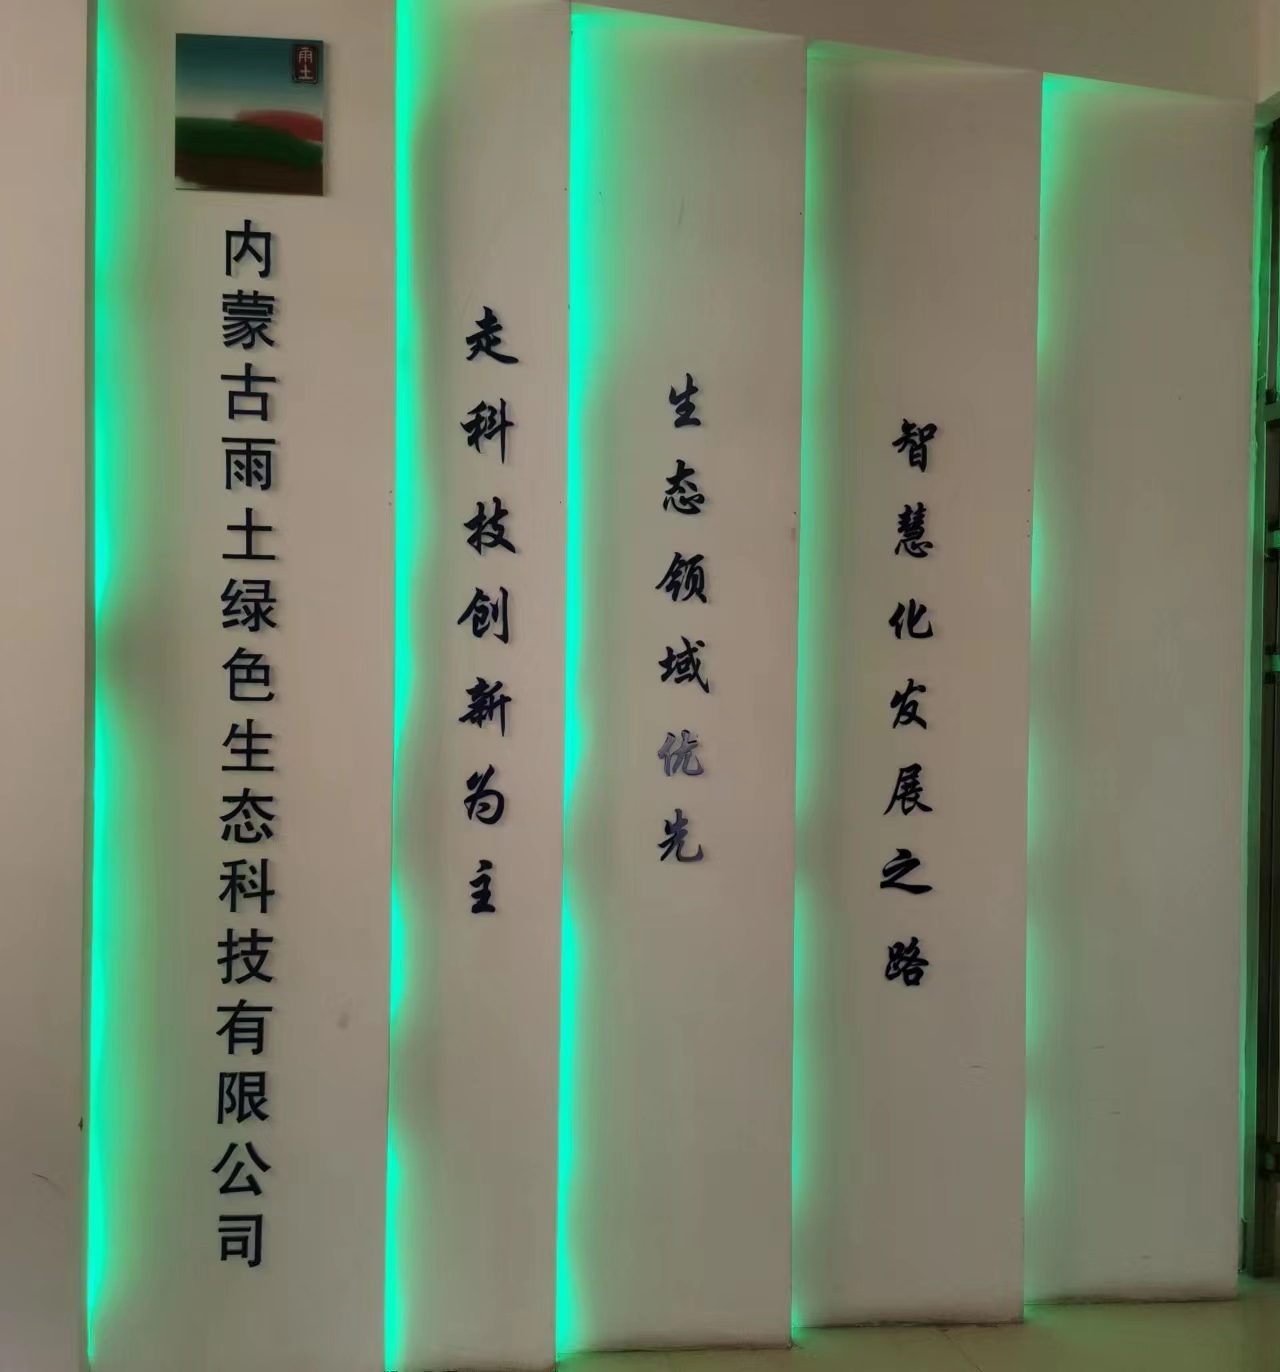 雨土
内蒙古雨土绿色生态科技有限公司
走科技创新为主
生态领域优先
智慧化发展之路